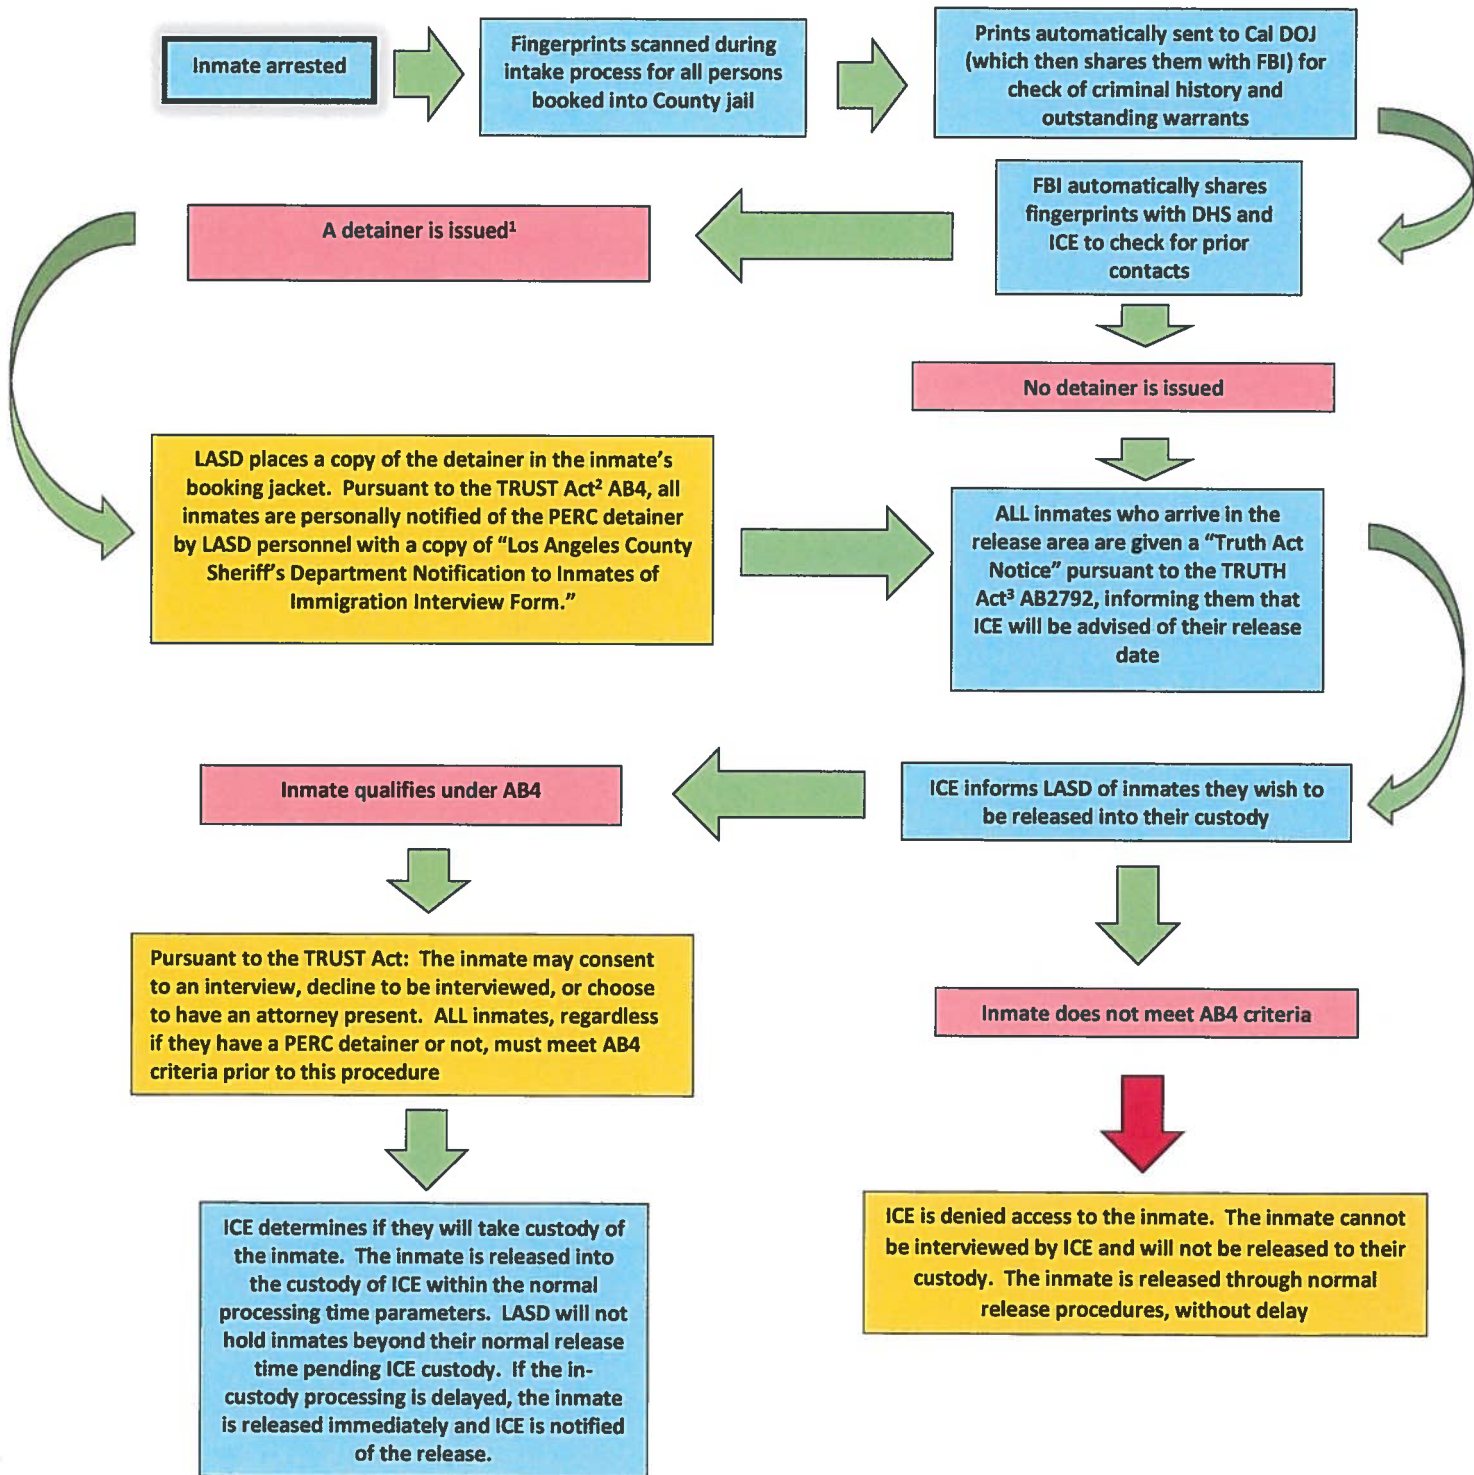 Inmate arrested
Fingerprints scanned during
intake process for all persons
booked into County jail
Prints automatically sent to Cal DOJ
(which then shares them with FBI) for
check of criminal history and
outstanding warrants
FBI automatically shares
fingerprints with DHS and
ICE to check for prior
contacts
A detainer is issued¹
No detainer is issued
LASD places a copy of the detainer in the inmate's
booking jacket.  Pursuant to the TRUST Act² AB4, all
inmates are personally notified of the PERC detainer
by LASD personnel with a copy of "Los Angeles County
Sheriff's Department Notification to Inmates of
Immigration Interview Form."
ALL inmates who arrive in the
release area are given a "Truth Act
Notice" pursuant to the TRUTH
Act³ AB2792, informing them that
ICE will be advised of their release
date
ICE informs LASD of inmates they wish to
be released into their custody
Inmate qualifies under AB4
Pursuant to the TRUST Act:  The inmate may consent
to an interview, decline to be interviewed, or choose
to have an attorney present.  ALL inmates, regardless
if they have a PERC detainer or not, must meet AB4
criteria prior to this procedure
Inmate does not meet AB4 criteria
ICE determines if they will take custody of
the inmate.  The inmate is released into
the custody of ICE within the normal
processing time parameters.  LASD will not
hold inmates beyond their normal release
time pending ICE custody.  If the in-
custody processing is delayed, the inmate
is released immediately and ICE is notified
of the release.
ICE is denied access to the inmate.  The inmate cannot
be interviewed by ICE and will not be released to their
custody.  The inmate is released through normal
release procedures, without delay